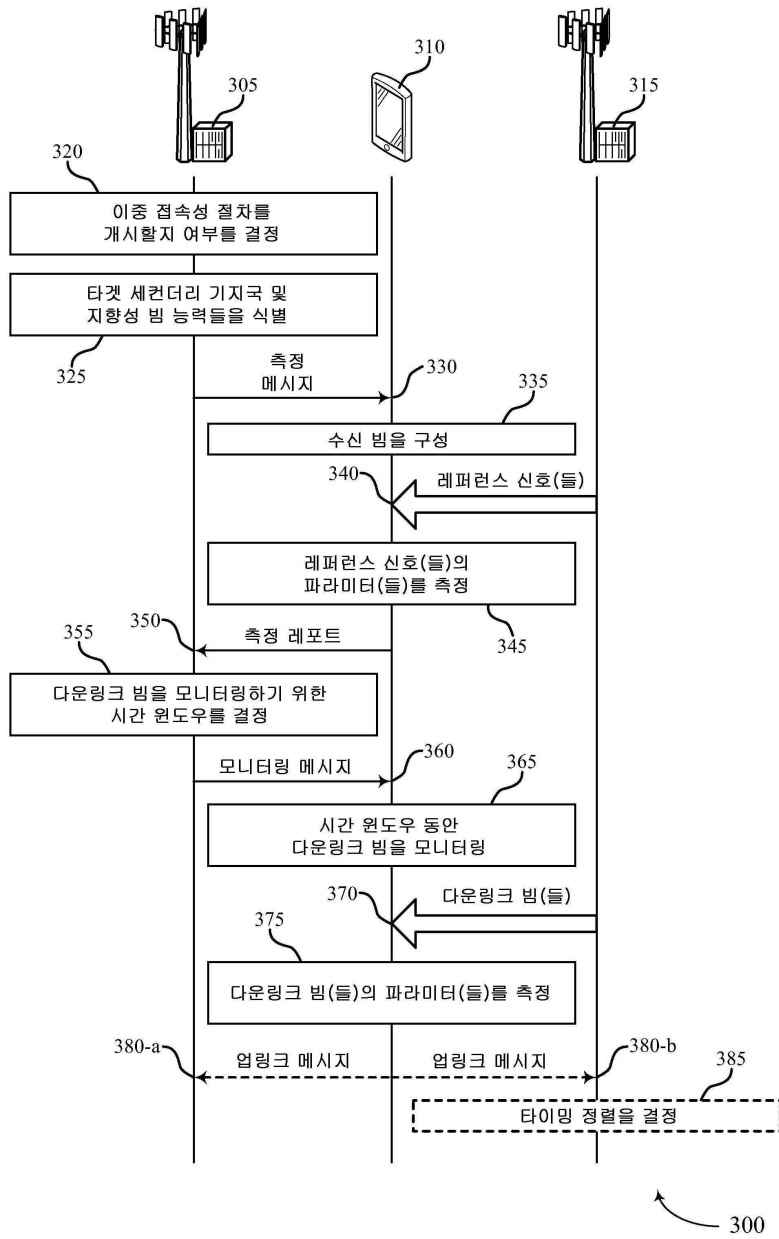 305
310
315
320
이중 접속성 절차를
개시할지 여부를 결정
타겟 세컨더리 기지국 및
지향성 빔 능력들을 식별
325
측정
메시지
330
335
수신 빔을 구성
340
레퍼런스 신호(들)
레퍼런스 신호(들)의
파라미터(들)를 측정
345
350
측정 레포트
355
다운링크 빔을 모니터링하기 위한
시간 윈도우를 결정
모니터링 메시지
360
365
시간 윈도우 동안
다운링크 빔을 모니터링
370
다운링크 빔(들)
375
다운링크 빔(들)의 파라미터(들)를 측정
380-a
업링크 메시지
업링크 메시지
380-b
385
타이밍 정렬을 결정
300